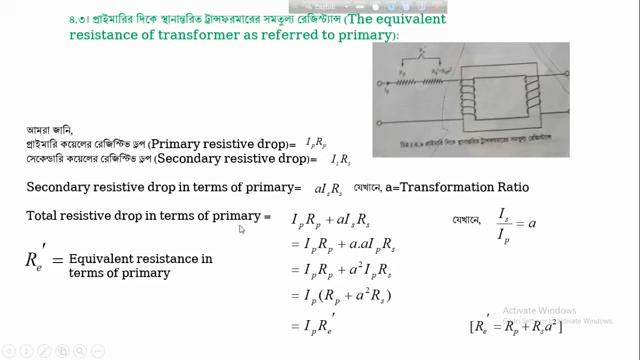 ৪.৩। প্রাইমারির দিকে স্থানান্তরিত ট্রান্সফরমারের সমতুল্য রেজিস্ট্যান্স (The equivalent
resistance of transformer as referred to primary):
আমরা জানি,
প্রাইমারি কয়েলের রেজিস্টিভ ড্রপ (Primary resistive drop)= IₚRₚ
সেকেন্ডারি কয়েলের রেজিস্টিভ ড্রপ (Secondary resistive drop)= IₛRₛ
Secondary resistive drop in terms of primary= aIₛRₛ যেখানে, a=Transformation Ratio
Total resistive drop in terms of primary = IₚRₚ + aIₛRₛ যেখানে, Iₛ/Iₚ = a
= IₚRₚ + a.aIₚRₛ
Rₑ′ = Equivalent resistance in
terms of primary
= IₚRₚ + a²IₚRₛ
= Iₚ(Rₚ + a²Rₛ)
= IₚRₑ′ [Rₑ′ = Rₚ + Rₛa²]
Activate Windows
Go to Settings to activate Windows.